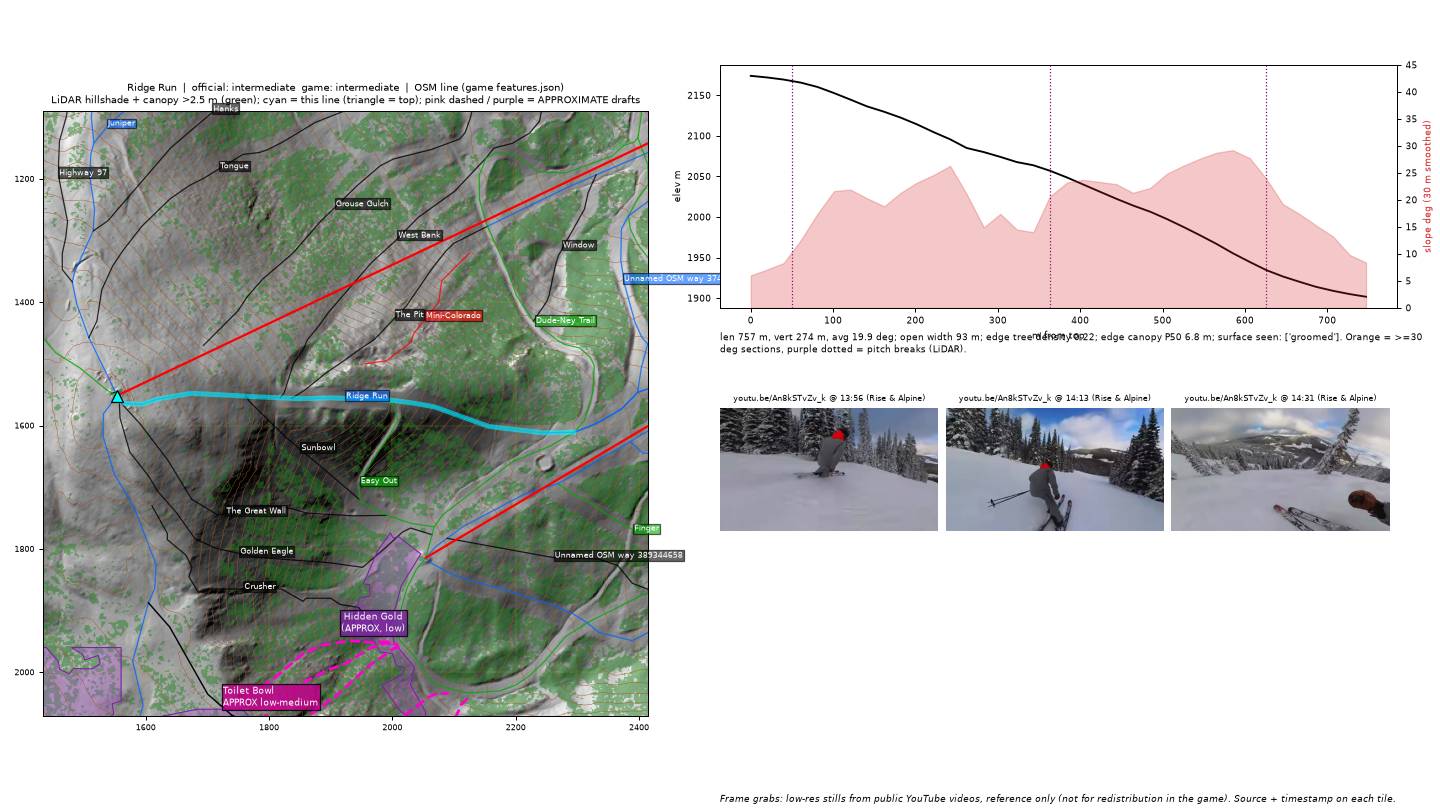 Ridge Run | official: intermediate game: intermediate | OSM line (game features.json)
LiDAR hillshade + canopy >2.5 m (green); cyan = this line (triangle = top); pink dashed / purple = APPROXIMATE drafts
Hanks
Juniper
Tongue
Highway 97
Grouse Gulch
West Bank
Window
Unnamed OSM way 374
The Pit
Mini-Colorado
Dude-Ney Trail
Ridge Run
Sunbowl
Easy Out
The Great Wall
Finger
Golden Eagle
Unnamed OSM way 389344658
Crusher
Hidden Gold
(APPROX, low)
Toilet Bowl
APPROX low-medium
1200
1400
1600
1800
2000
1600
1800
2000
2200
2400
elev m
2150
2100
2050
2000
1950
1900
45
40
35
30
25
20
15
10
5
0
slope deg (30 m smoothed)
0
100
200
300
400
500
600
700
m from top
len 757 m, vert 274 m, avg 19.9 deg; open width 93 m; edge tree density 0.22; edge canopy P50 6.8 m; surface seen: ['groomed']. Orange = >=30
deg sections, purple dotted = pitch breaks (LiDAR).
youtu.be/An8kSTvZv_k @ 13:56 (Rise & Alpine)
youtu.be/An8kSTvZv_k @ 14:13 (Rise & Alpine)
youtu.be/An8kSTvZv_k @ 14:31 (Rise & Alpine)
Frame grabs: low-res stills from public YouTube videos, reference only (not for redistribution in the game). Source + timestamp on each tile.